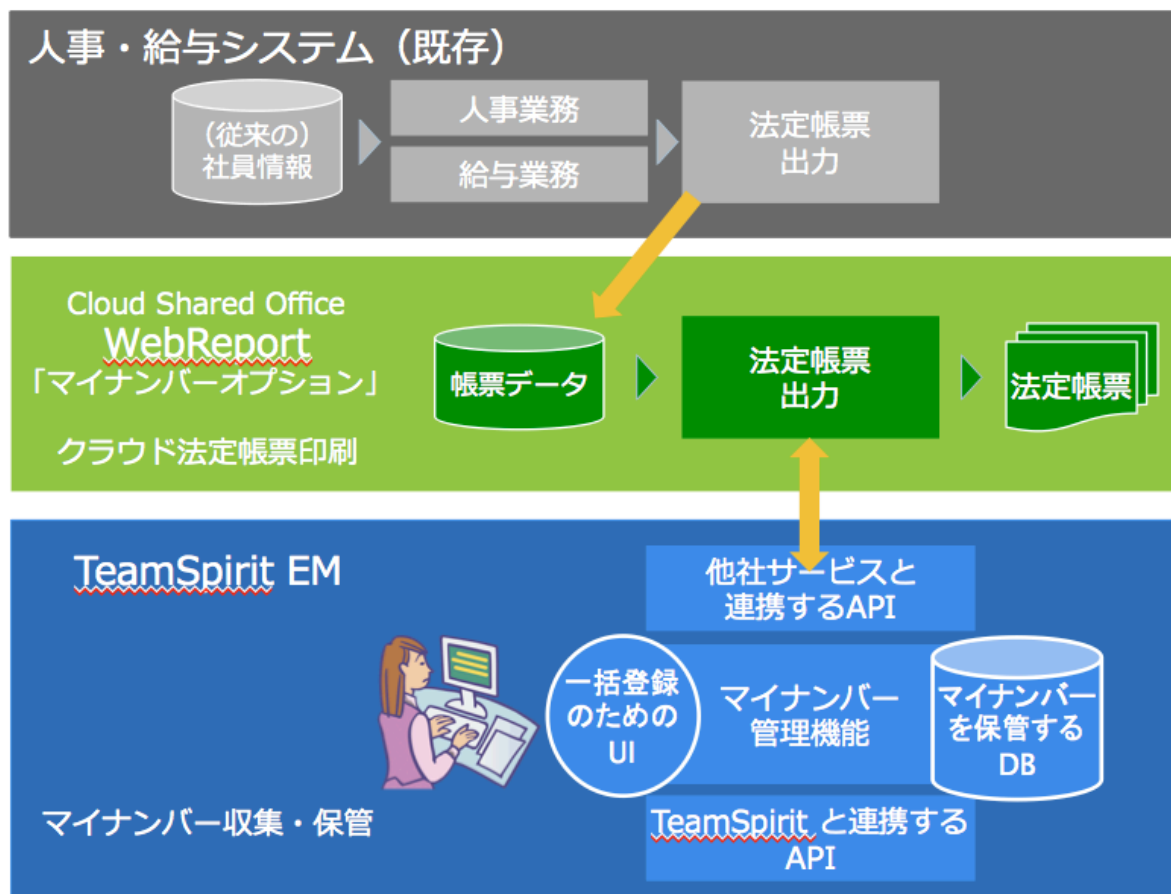 人事・給与システム（既存）
（従来の）
社員情報
人事業務
給与業務
法定帳票
出力
Cloud Shared Office
WebReport
「マイナンバーオプション」
クラウド法定帳票印刷
帳票データ
法定帳票
出力
法定帳票
TeamSpirit EM
マイナンバー収集・保管
他社サービスと
連携するAPI
一括登録
のための
UI
マイナンバー
管理機能
マイナンバー
を保管する
DB
TeamSpirit と連携する
API